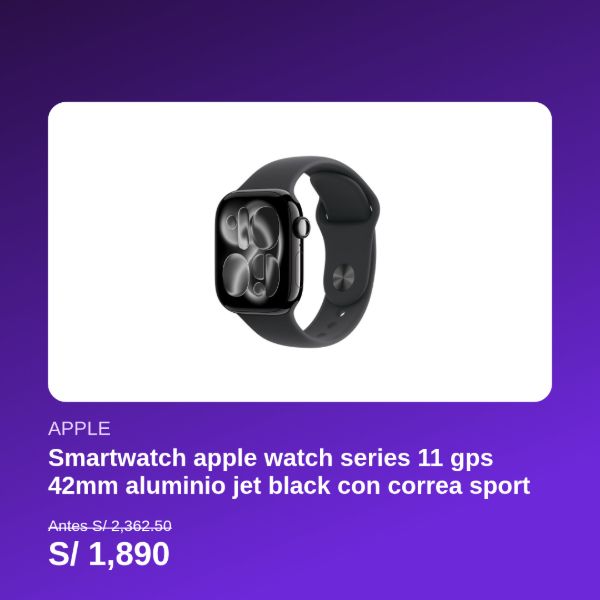 APPLE
Smartwatch apple watch series 11 gps
42mm aluminio jet black con correa sport
Antes S/ 2,362.50
S/ 1,890